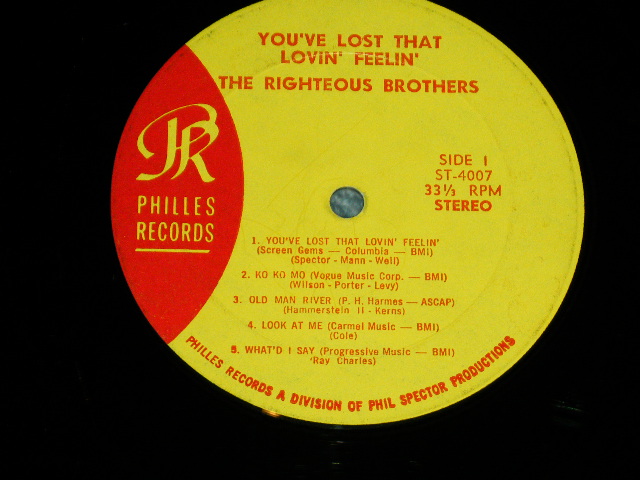 YOU'VE LOST THAT
LOVIN' FEELIN'
THE RIGHTEOUS BROTHERS
PR
PHILLES
RECORDS
SIDE 1
ST-4007
33⅓ RPM
STEREO
1. YOU'VE LOST THAT LOVIN' FEELIN'
(Screen Gems — Columbia — BMI)
(Spector - Mann - Well)
2. KO KO MO (Vogue Music Corp. — BMI)
(Wilson - Porter - Levy)
3. OLD MAN RIVER (P. H. Harmes — ASCAP)
(Hammerstein II - Kerns)
4. LOOK AT ME (Carmel Music — BMI)
(Cole)
5. WHAT'D I SAY (Progressive Music — BMI)
'Ray Charles)
PHILLES RECORDS A DIVISION OF PHIL SPECTOR PRODUCTIONS